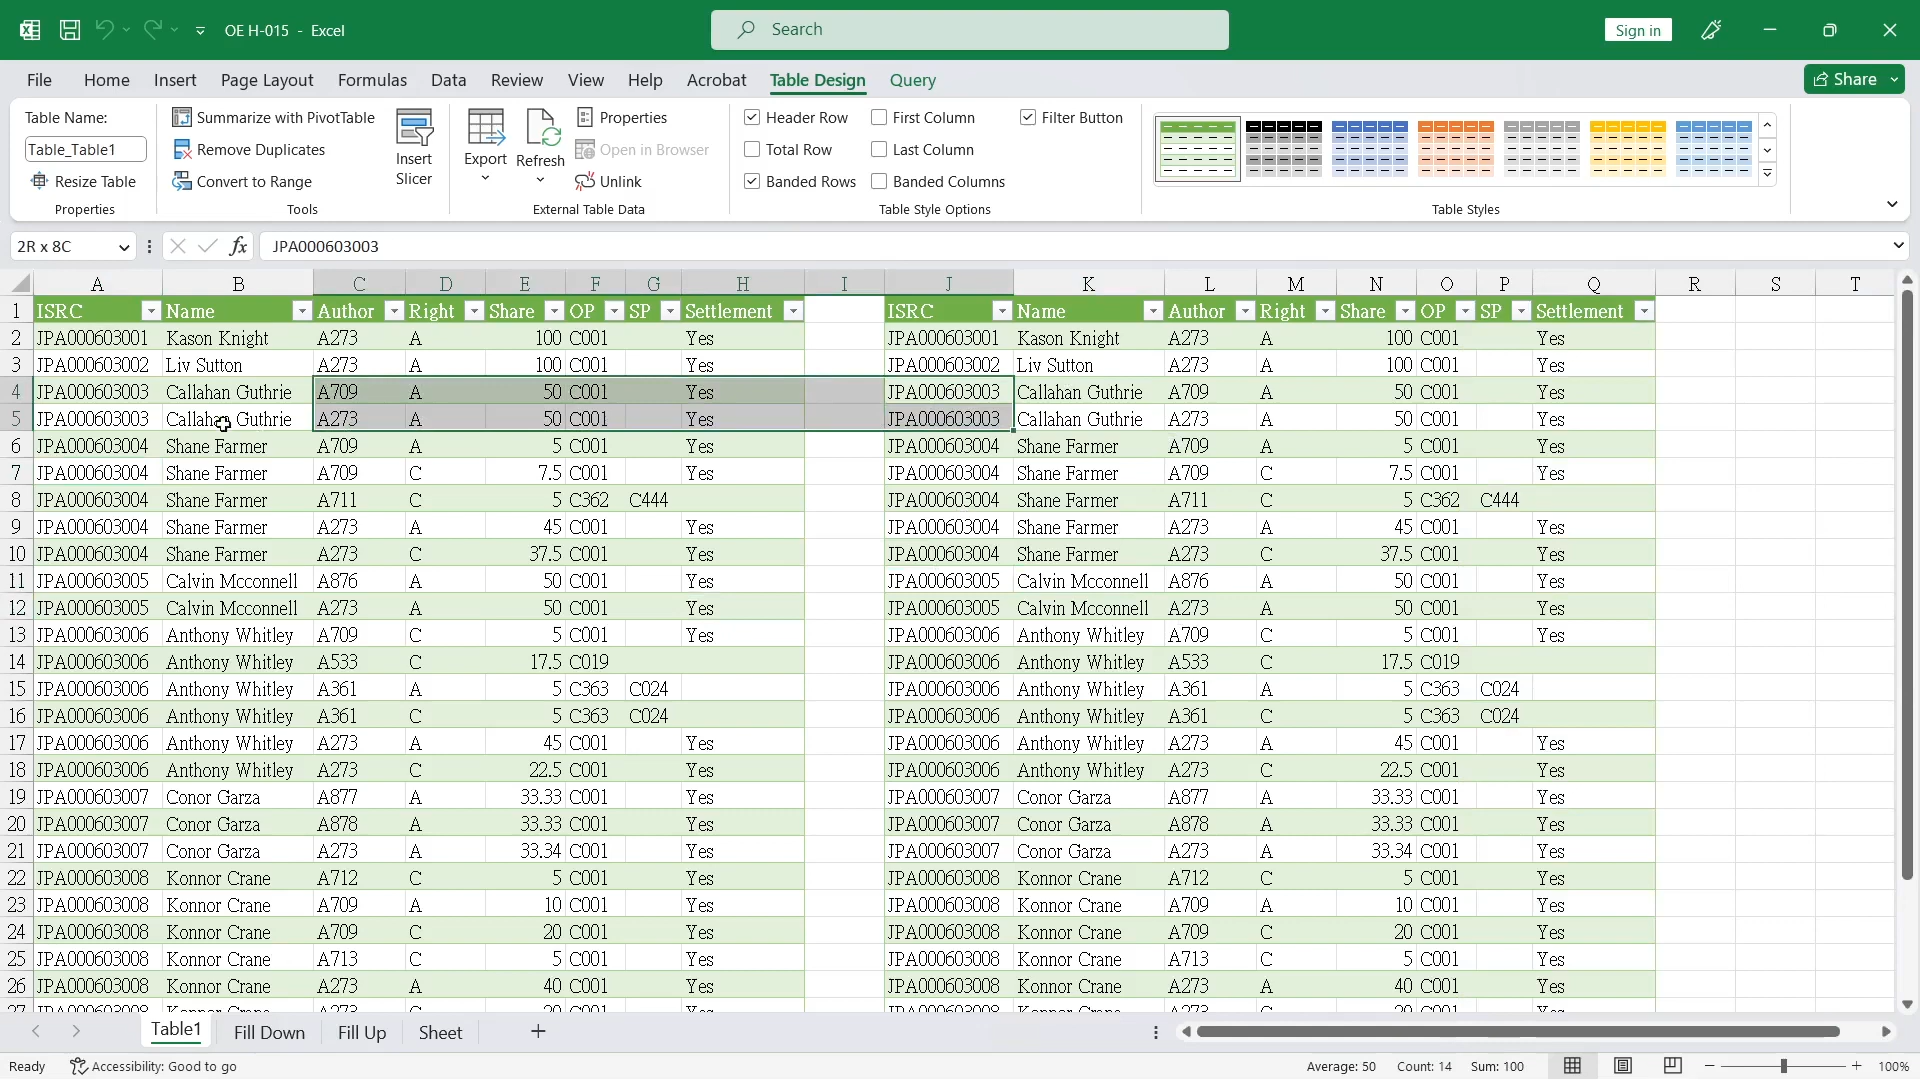 OE H-015 - Excel
Search
Sign in
File Home Insert Page Layout Formulas Data Review View Help Acrobat Table Design Query
Share
Table Name:
Table_Table1
Resize Table
Properties
Summarize with PivotTable
Remove Duplicates
Convert to Range
Tools
Insert
Slicer
Export
Refresh
Properties
Open in Browser
Unlink
External Table Data
Header Row
Total Row
Banded Rows
First Column
Last Column
Banded Columns
Filter Button
Table Style Options
Table Styles
2R x 8C
fx
JPA000603003
A B C D E F G H I J K L M N O P Q R S T
1 ISRC Name Author Right Share OP SP Settlement ISRC Name Author Right Share OP SP Settlement
2 JPA000603001 Kason Knight A273 A 100 C001 Yes JPA000603001 Kason Knight A273 A 100 C001 Yes
3 JPA000603002 Liv Sutton A273 A 100 C001 Yes JPA000603002 Liv Sutton A273 A 100 C001 Yes
4 JPA000603003 Callahan Guthrie A709 A 50 C001 Yes JPA000603003 Callahan Guthrie A709 A 50 C001 Yes
5 JPA000603003 Callahan Guthrie A273 A 50 C001 Yes JPA000603003 Callahan Guthrie A273 A 50 C001 Yes
6 JPA000603004 Shane Farmer A709 A 5 C001 Yes JPA000603004 Shane Farmer A709 A 5 C001 Yes
7 JPA000603004 Shane Farmer A709 C 7.5 C001 Yes JPA000603004 Shane Farmer A709 C 7.5 C001 Yes
8 JPA000603004 Shane Farmer A711 C 5 C362 C444 JPA000603004 Shane Farmer A711 C 5 C362 C444
9 JPA000603004 Shane Farmer A273 A 45 C001 Yes JPA000603004 Shane Farmer A273 A 45 C001 Yes
10 JPA000603004 Shane Farmer A273 C 37.5 C001 Yes JPA000603004 Shane Farmer A273 C 37.5 C001 Yes
11 JPA000603005 Calvin Mcconnell A876 A 50 C001 Yes JPA000603005 Calvin Mcconnell A876 A 50 C001 Yes
12 JPA000603005 Calvin Mcconnell A273 A 50 C001 Yes JPA000603005 Calvin Mcconnell A273 A 50 C001 Yes
13 JPA000603006 Anthony Whitley A709 C 5 C001 Yes JPA000603006 Anthony Whitley A709 C 5 C001 Yes
14 JPA000603006 Anthony Whitley A533 C 17.5 C019 JPA000603006 Anthony Whitley A533 C 17.5 C019
15 JPA000603006 Anthony Whitley A361 A 5 C363 C024 JPA000603006 Anthony Whitley A361 A 5 C363 C024
16 JPA000603006 Anthony Whitley A361 C 5 C363 C024 JPA000603006 Anthony Whitley A361 C 5 C363 C024
17 JPA000603006 Anthony Whitley A273 A 45 C001 Yes JPA000603006 Anthony Whitley A273 A 45 C001 Yes
18 JPA000603006 Anthony Whitley A273 C 22.5 C001 Yes JPA000603006 Anthony Whitley A273 C 22.5 C001 Yes
19 JPA000603007 Conor Garza A877 A 33.33 C001 Yes JPA000603007 Conor Garza A877 A 33.33 C001 Yes
20 JPA000603007 Conor Garza A878 A 33.33 C001 Yes JPA000603007 Conor Garza A878 A 33.33 C001 Yes
21 JPA000603007 Conor Garza A273 A 33.34 C001 Yes JPA000603007 Conor Garza A273 A 33.34 C001 Yes
22 JPA000603008 Konnor Crane A712 C 5 C001 Yes JPA000603008 Konnor Crane A712 C 5 C001 Yes
23 JPA000603008 Konnor Crane A709 A 10 C001 Yes JPA000603008 Konnor Crane A709 A 10 C001 Yes
24 JPA000603008 Konnor Crane A709 C 20 C001 Yes JPA000603008 Konnor Crane A709 C 20 C001 Yes
25 JPA000603008 Konnor Crane A713 C 5 C001 Yes JPA000603008 Konnor Crane A713 C 5 C001 Yes
26 JPA000603008 Konnor Crane A273 A 40 C001 Yes JPA000603008 Konnor Crane A273 A 40 C001 Yes
27 JPA000603008 Konnor Crane A273 C 20 C001 Yes JPA000603008 Konnor Crane A273 C 20 C001 Yes
Table1 Fill Down Fill Up Sheet
Ready Accessibility: Good to go Average: 50 Count: 14 Sum: 100 100%